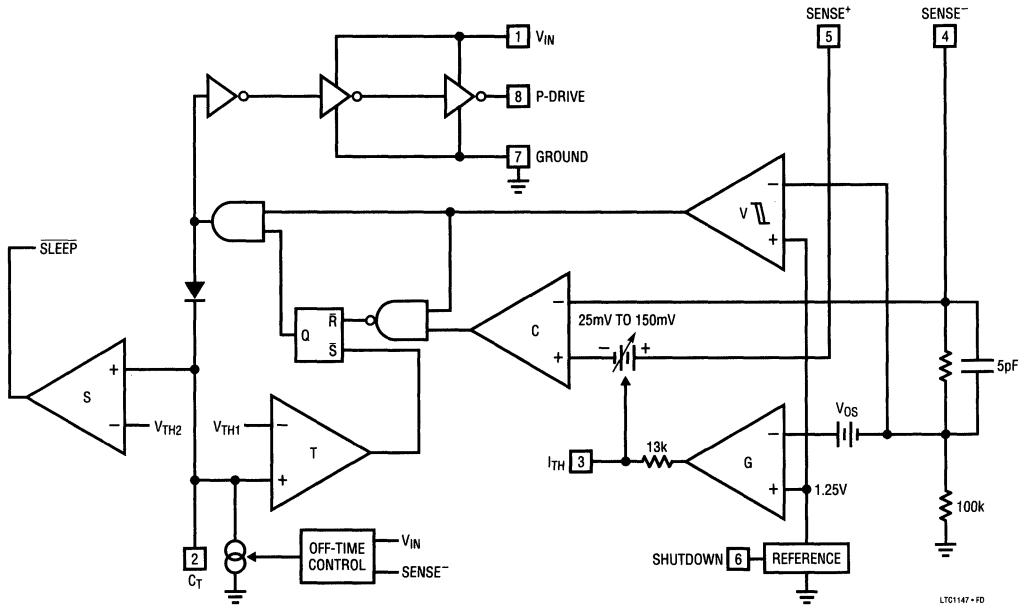 SENSE+
5
SENSE−
4
1
VIN
8
P-DRIVE
7
GROUND
V
−
+
SLEEP
25mV TO 150mV
−
+
C
−
+
Q
R
S
5pF
S
+
−
VTH2
VTH1
−
+
T
VOS
ITH
3
13k
G
−
+
1.25V
100k
2
CT
OFF-TIME
CONTROL
VIN
SENSE−
SHUTDOWN
6
REFERENCE
LTC1147 • FD